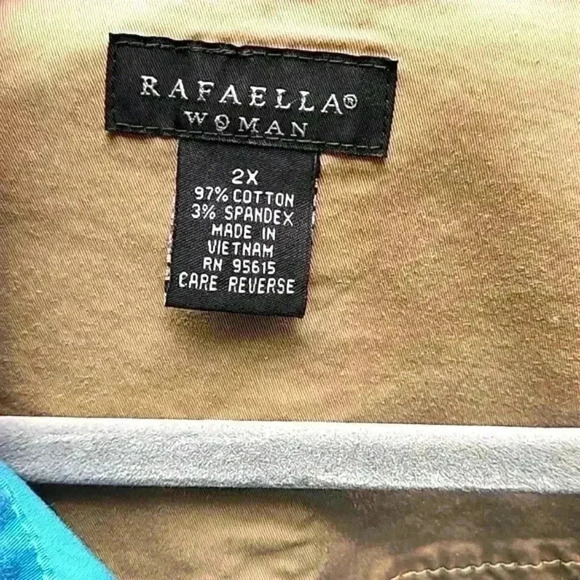 RAFAELLA®
WOMAN
2X
97% COTTON
3% SPANDEX
MADE IN
VIETNAM
RN 95615
CARE REVERSE